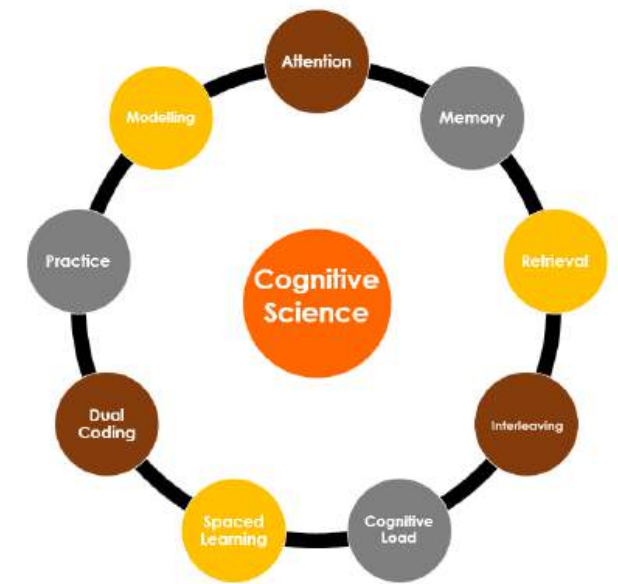 Attention
Memory
Retrieval
Interleaving
Cognitive
Load
Spaced
Learning
Dual
Coding
Practice
Modelling
Cognitive
Science